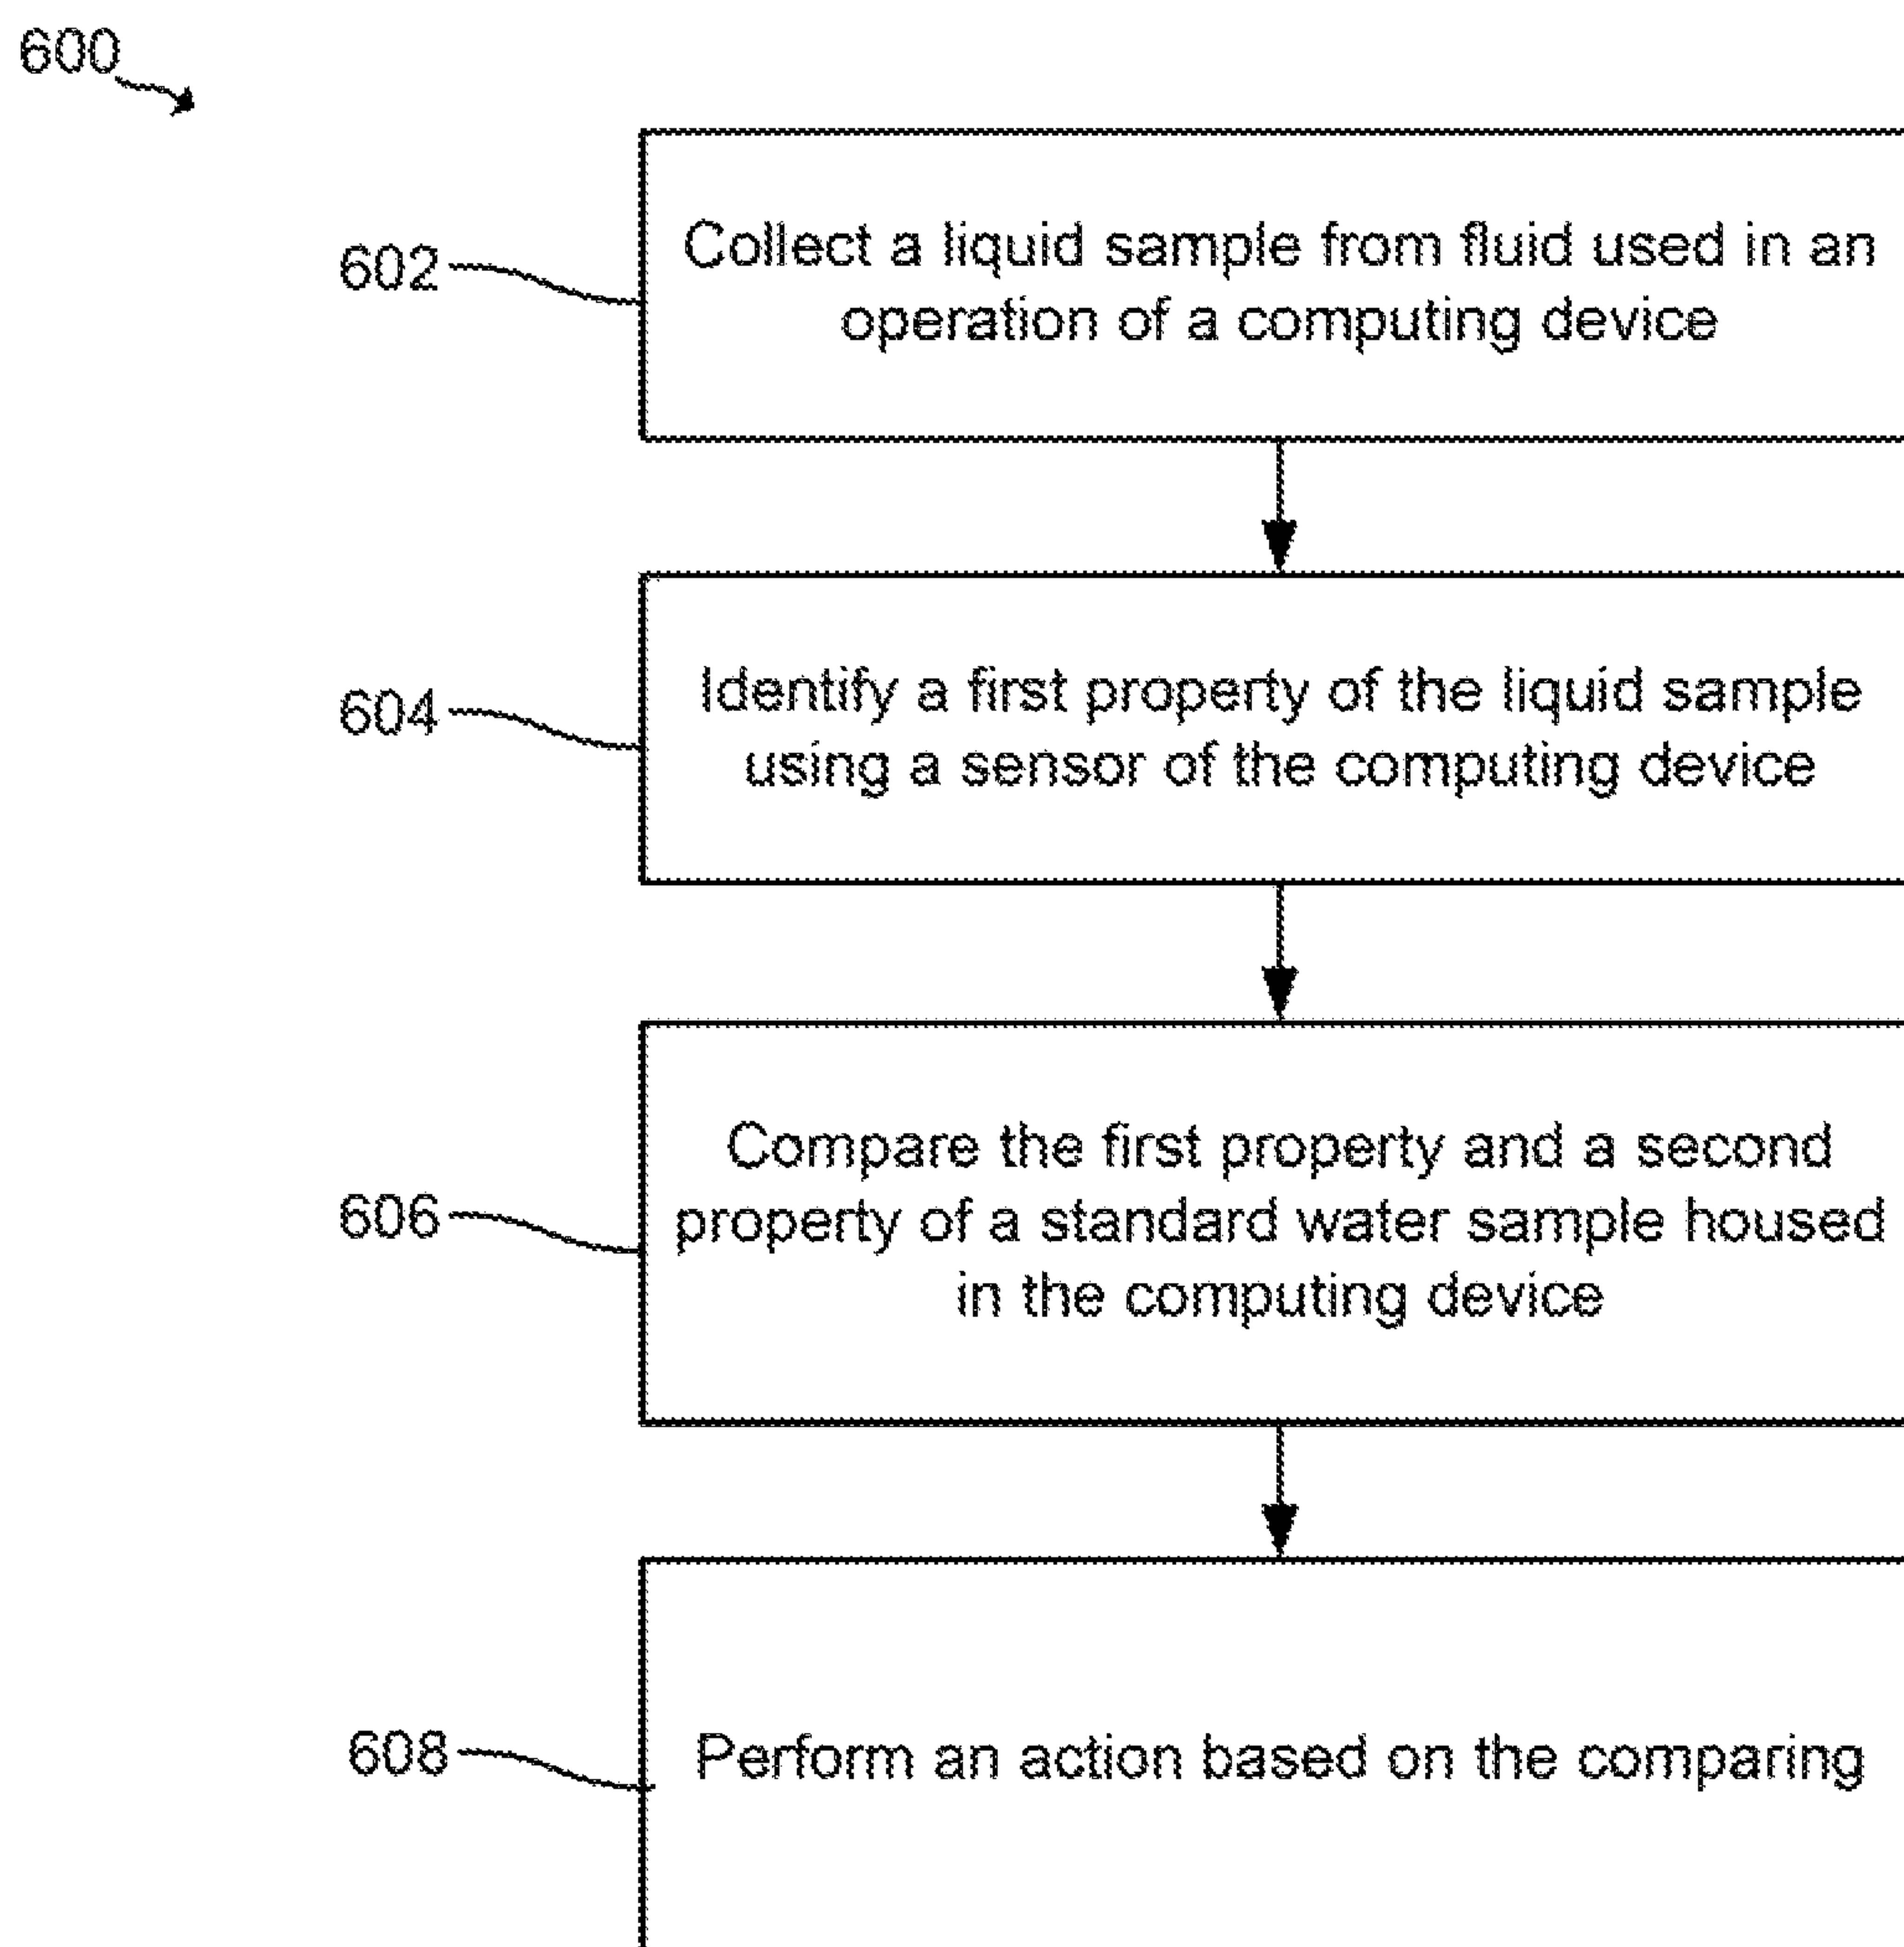 600
602
Collect a liquid sample from fluid used in an
operation of a computing device
604
Identify a first property of the liquid sample
using a sensor of the computing device
606
Compare the first property and a second
property of a standard water sample housed
in the computing device
608
Perform an action based on the comparing